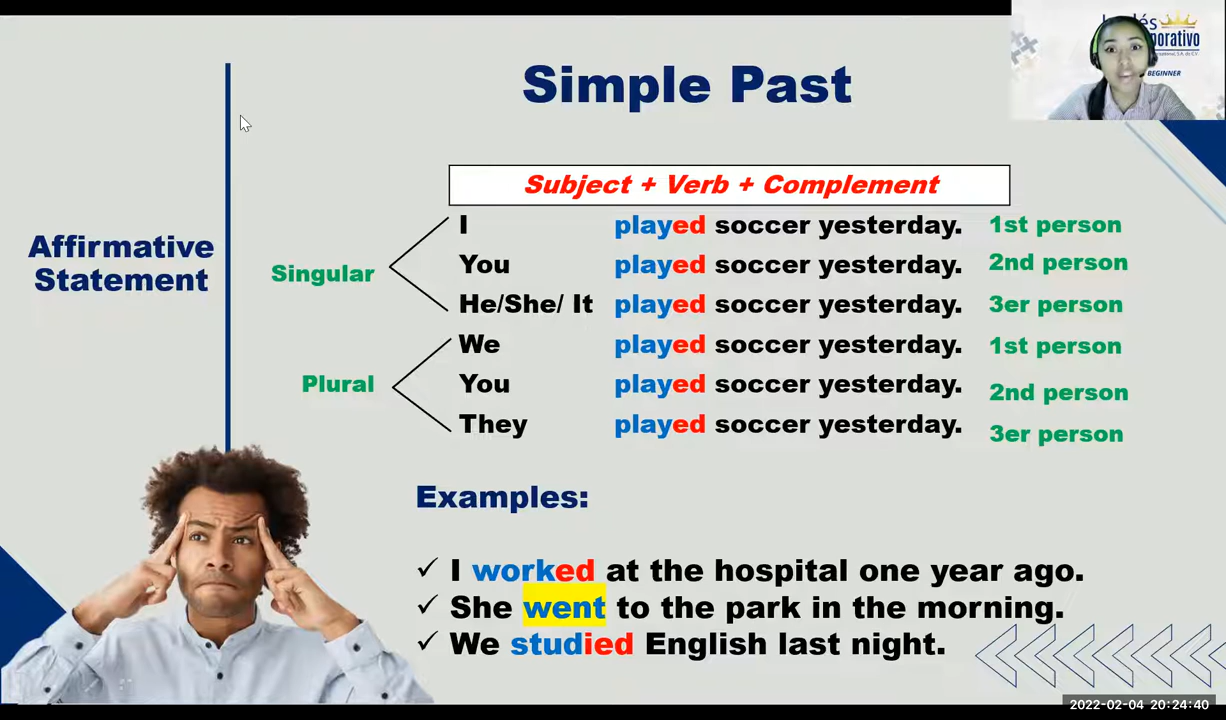 Simple Past
BEGINNER
Subject + Verb + Complement
Affirmative
Statement
Singular
I played soccer yesterday. 1st person
You played soccer yesterday. 2nd person
He/She/ It played soccer yesterday. 3er person
Plural
We played soccer yesterday. 1st person
You played soccer yesterday. 2nd person
They played soccer yesterday. 3er person
Examples:
✓ I worked at the hospital one year ago.
✓ She went to the park in the morning.
✓ We studied English last night.
2022-02-04 20:24:40